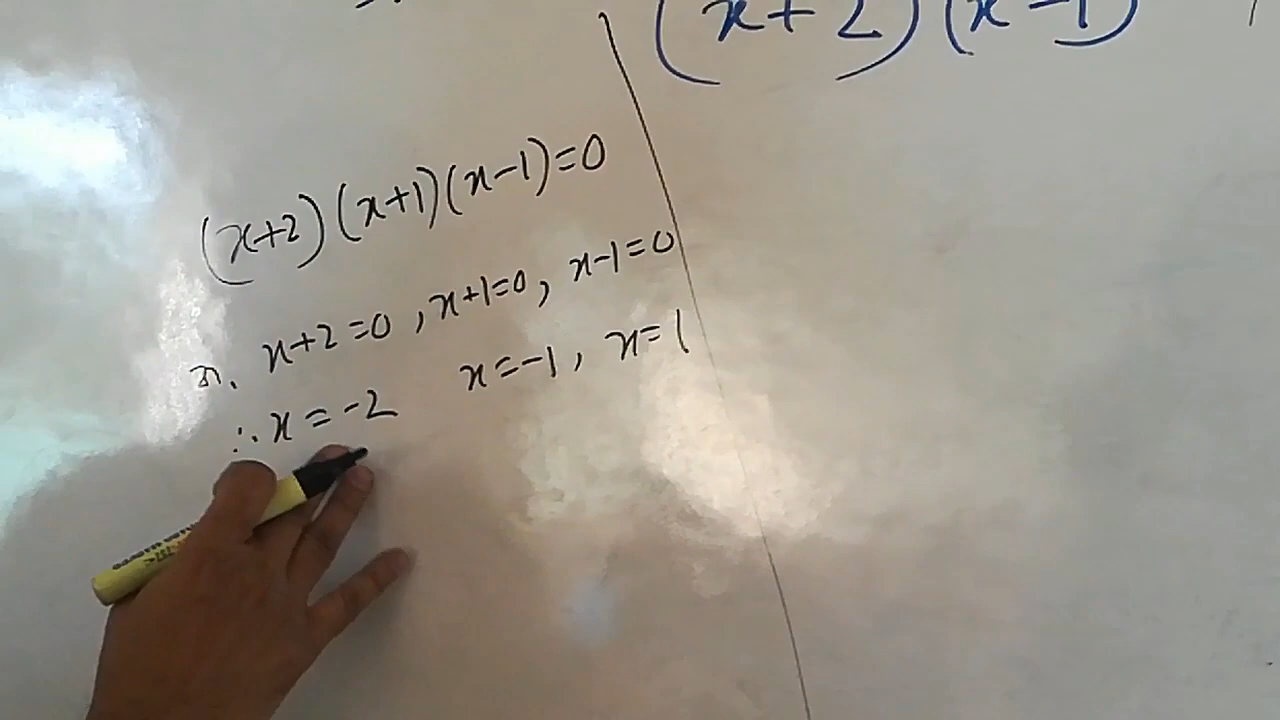 (x+2)(x-1)
(x+2)(x+1)(x-1)=0
x+2=0, x+1=0, x-1=0
∴ x=-2 x=-1, x=1